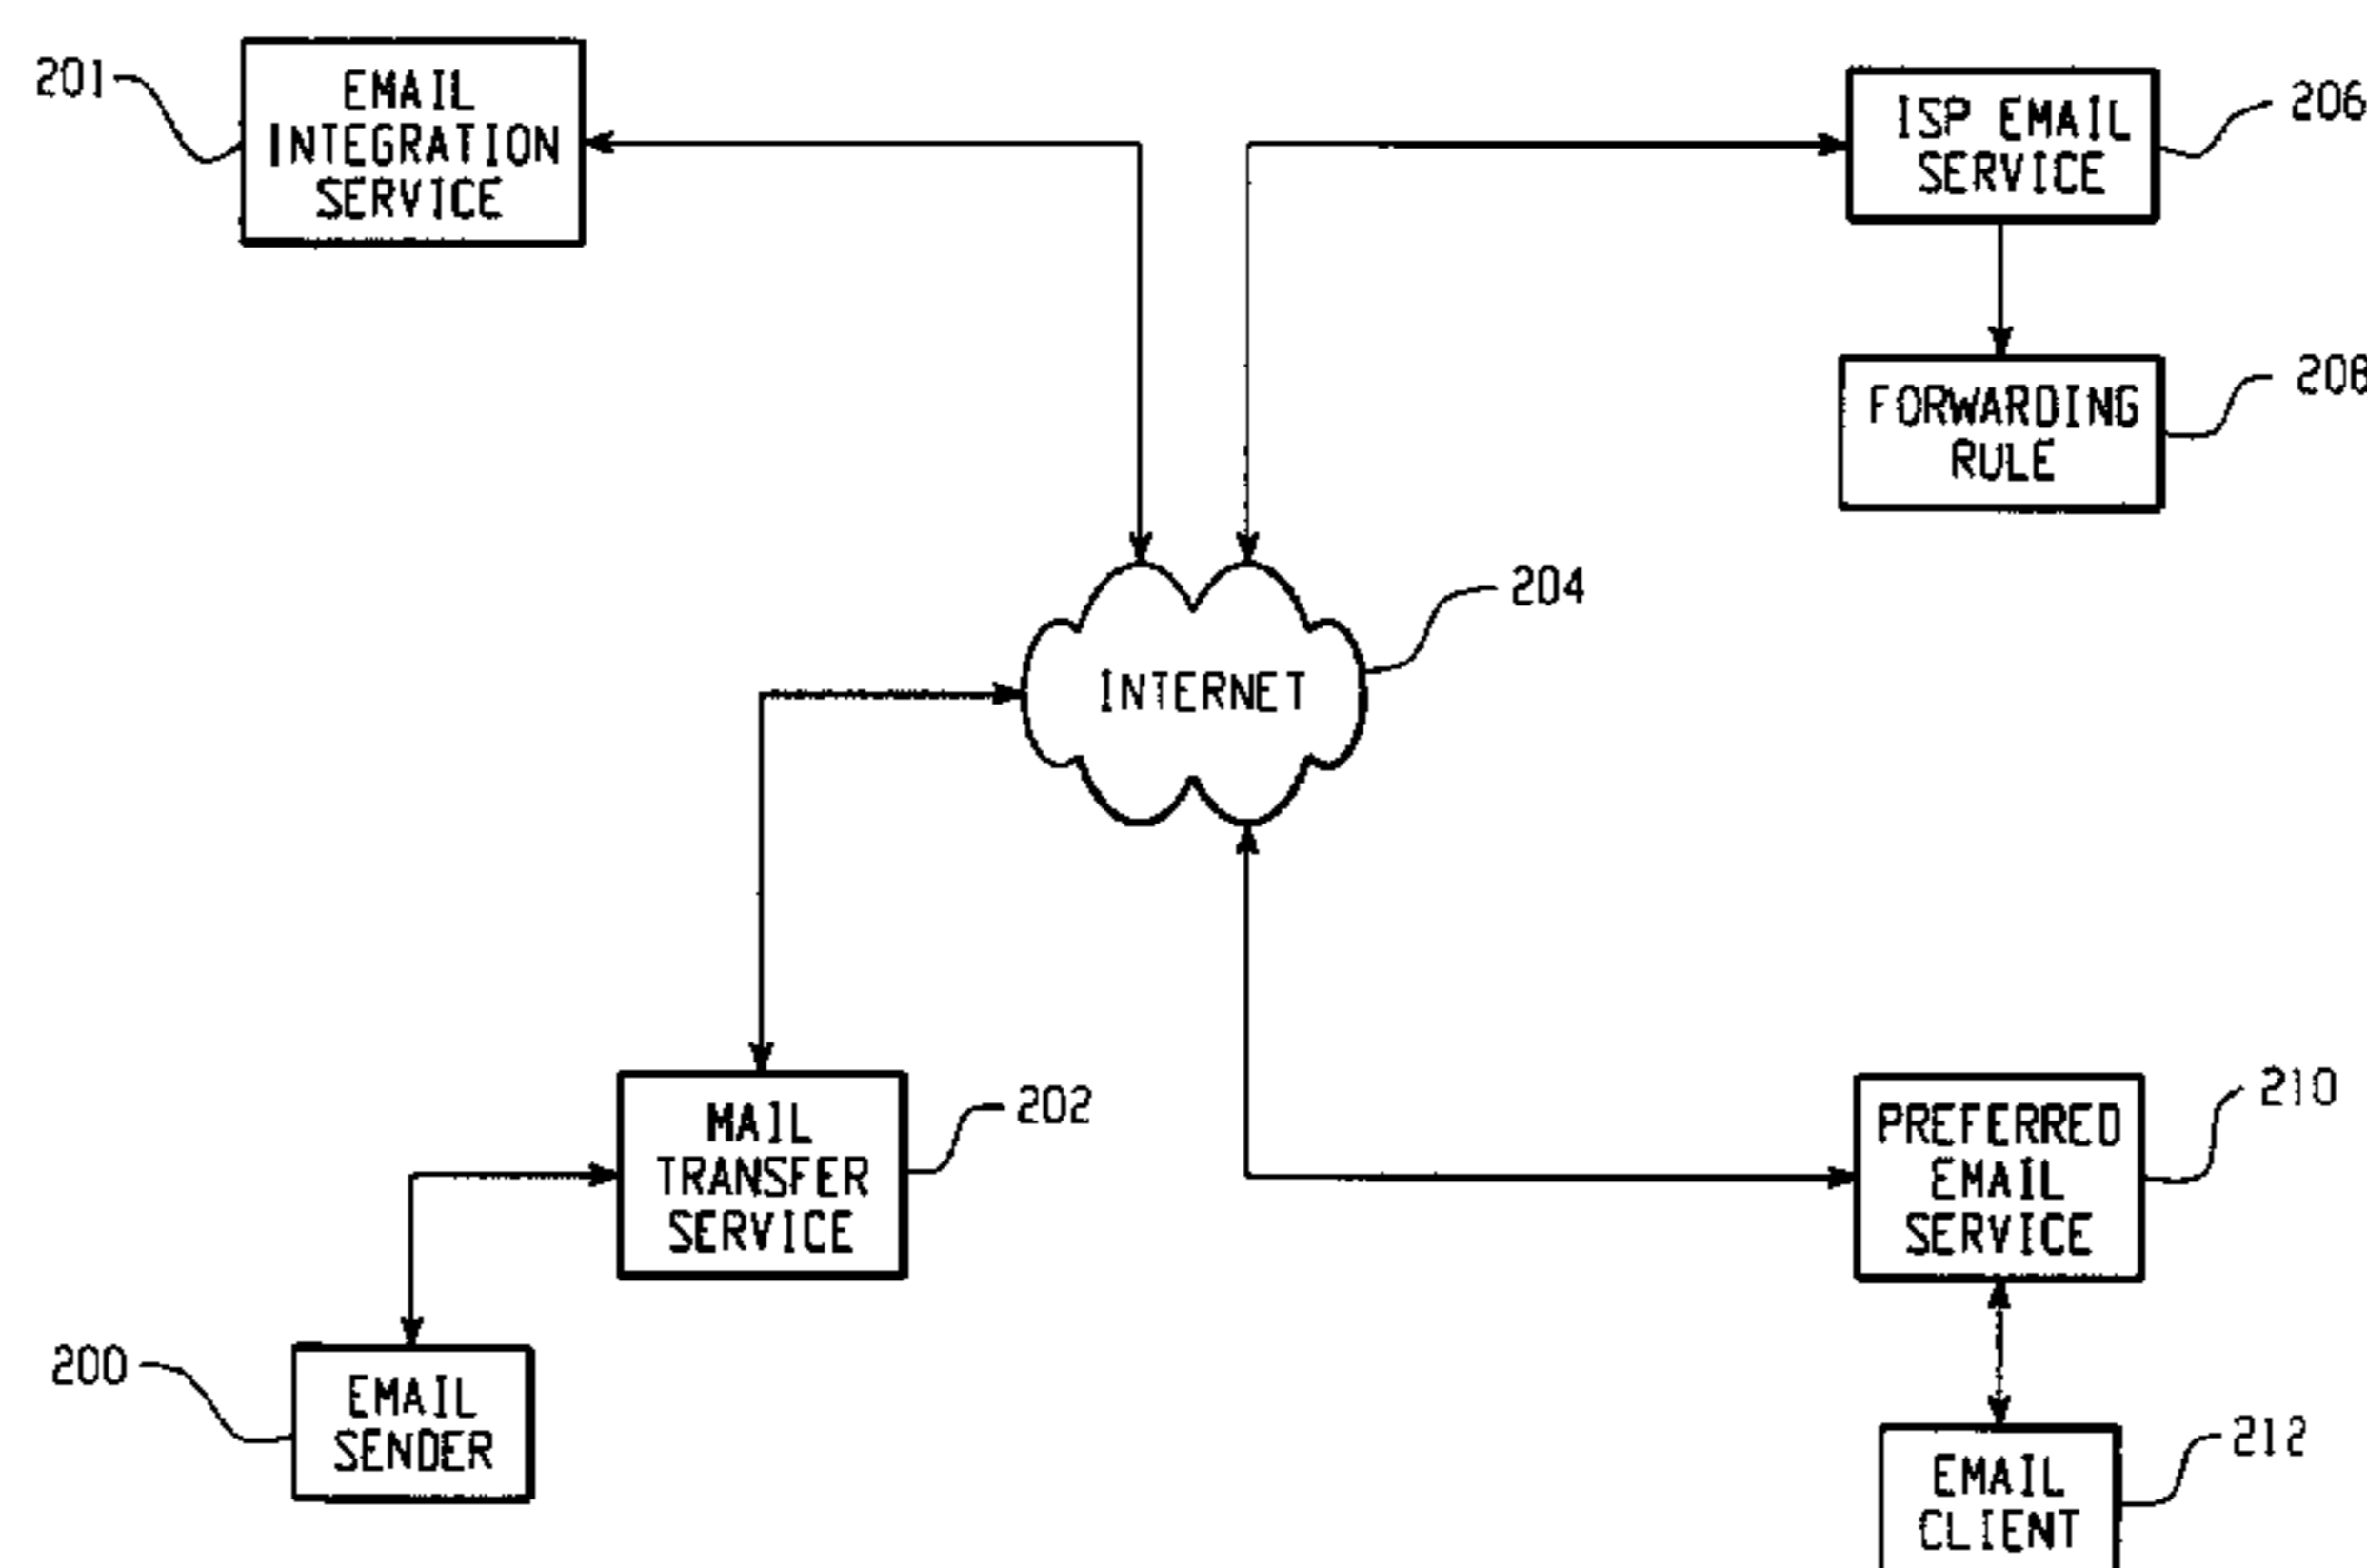 201
EMAIL
INTEGRATION
SERVICE
ISP EMAIL
SERVICE
206
FORWARDING
RULE
208
204
INTERNET
MAIL
TRANSFER
SERVICE
202
PREFERRED
EMAIL
SERVICE
210
200
EMAIL
SENDER
EMAIL
CLIENT
212